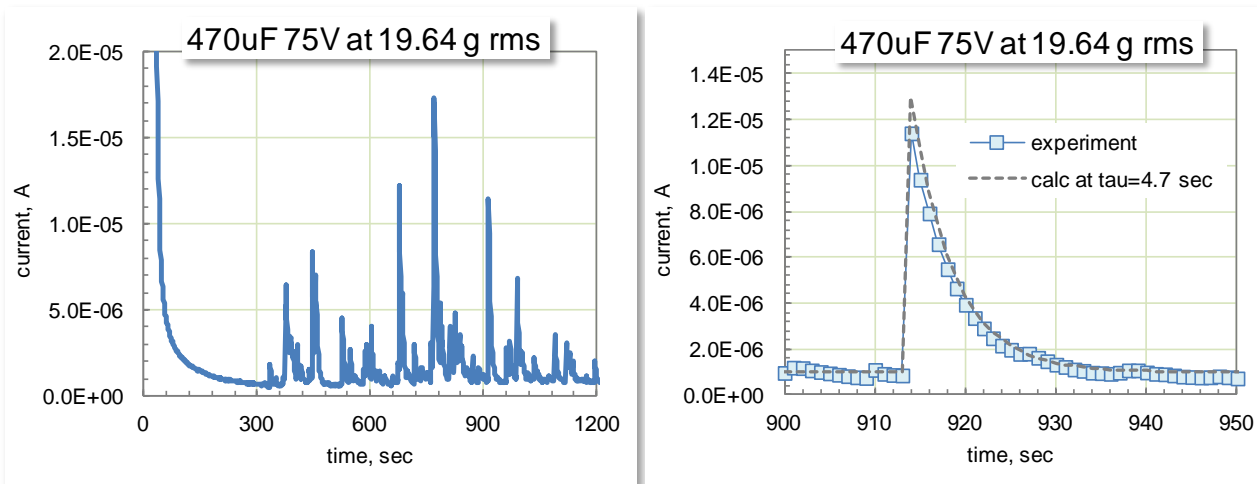 470uF 75V at 19.64 g rms
2.0E-05
1.5E-05
1.0E-05
5.0E-06
0.0E+00
current, A
0 300 600 900 1200
time, sec
470uF 75V at 19.64 g rms
1.4E-05
1.2E-05
1.0E-05
8.0E-06
6.0E-06
4.0E-06
2.0E-06
0.0E+00
current, A
experiment
calc at tau=4.7 sec
900 910 920 930 940 950
time, sec